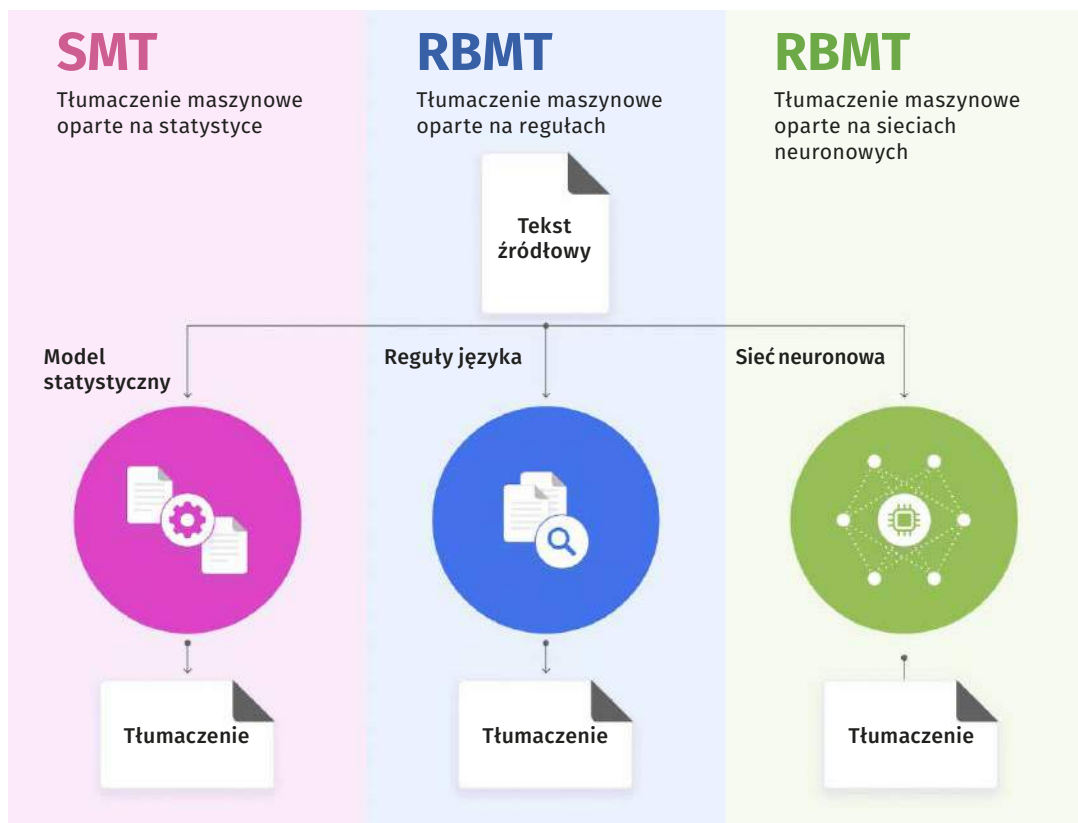 SMT
Tłumaczenie maszynowe
oparte na statystyce
RBMT
Tłumaczenie maszynowe
oparte na regułach
RBMT
Tłumaczenie maszynowe
oparte na sieciach
neuronowych
Tekst
źródłowy
Model
statystyczny
Reguły języka
Sieć neuronowa
Tłumaczenie
Tłumaczenie
Tłumaczenie